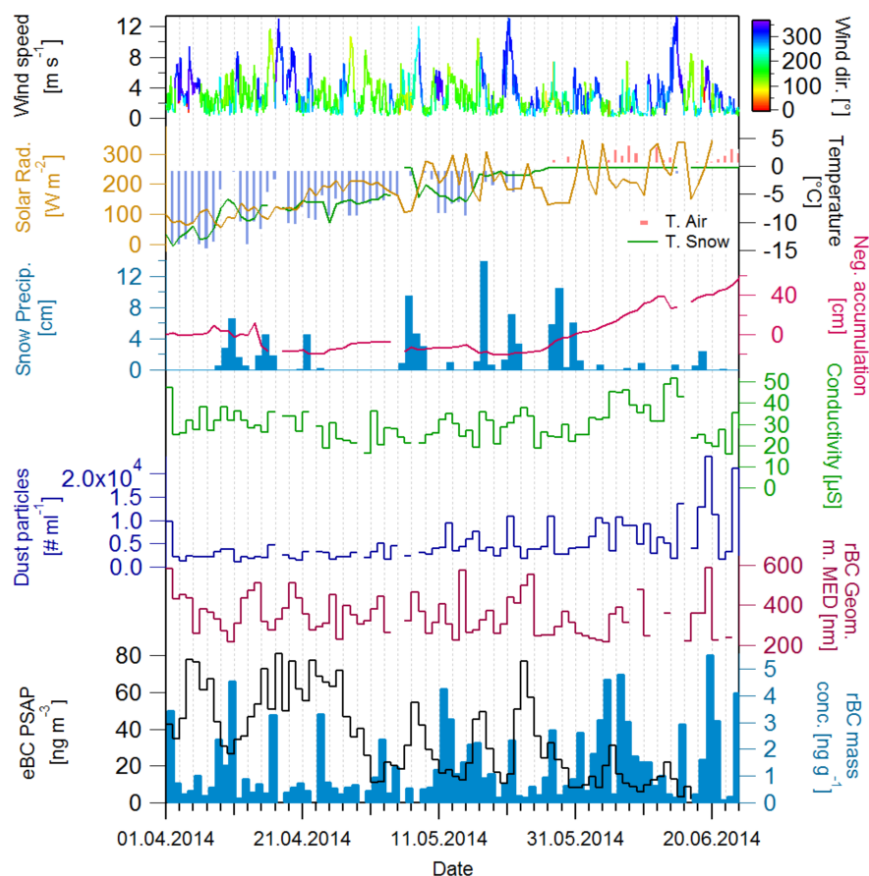 Wind speed
[m s-1]
12
8
4
0
300
200
100
0
Wind dir. [°]
Solar Rad.
[W m-2]
300
200
100
0
5
0
-5
-10
-15
Temperature
[°C]
T. Air
T. Snow
Snow Precip.
[cm]
12
8
4
0
40
0
Neg. accumulation
[cm]
50
40
30
20
10
0
Conductivity [µS]
Dust particles
[# ml-1]
2.0x10^4
1.5
1.0
0.5
0.0
600
400
200
rBC Geom.
m. MED [nm]
eBC PSAP
[ng m-3]
80
60
40
20
0
5
4
3
2
1
0
rBC mass
conc. [ng g-1]
01.04.2014 21.04.2014 11.05.2014 31.05.2014 20.06.2014
Date